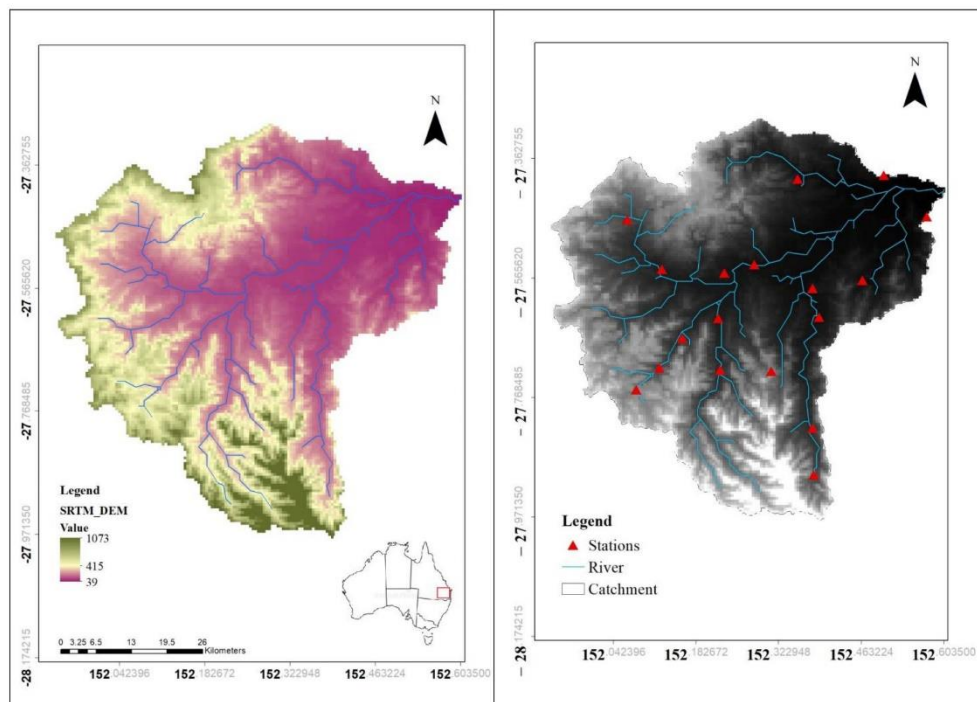 N
-27.362755
-27.565620
-27.768485
-27.971350
-28.174215
Legend
SRTM_DEM
Value
1073
415
39
0 3.25 6.5 13 19.5 26
Kilometers
152.042396 152.182672 152.322948 152.463224 152.603500
N
-27.362755
-27.565620
-27.768485
-27.971350
-28.174215
Legend
Stations
River
Catchment
152.042396 152.182672 152.322948 152.463224 152.603500